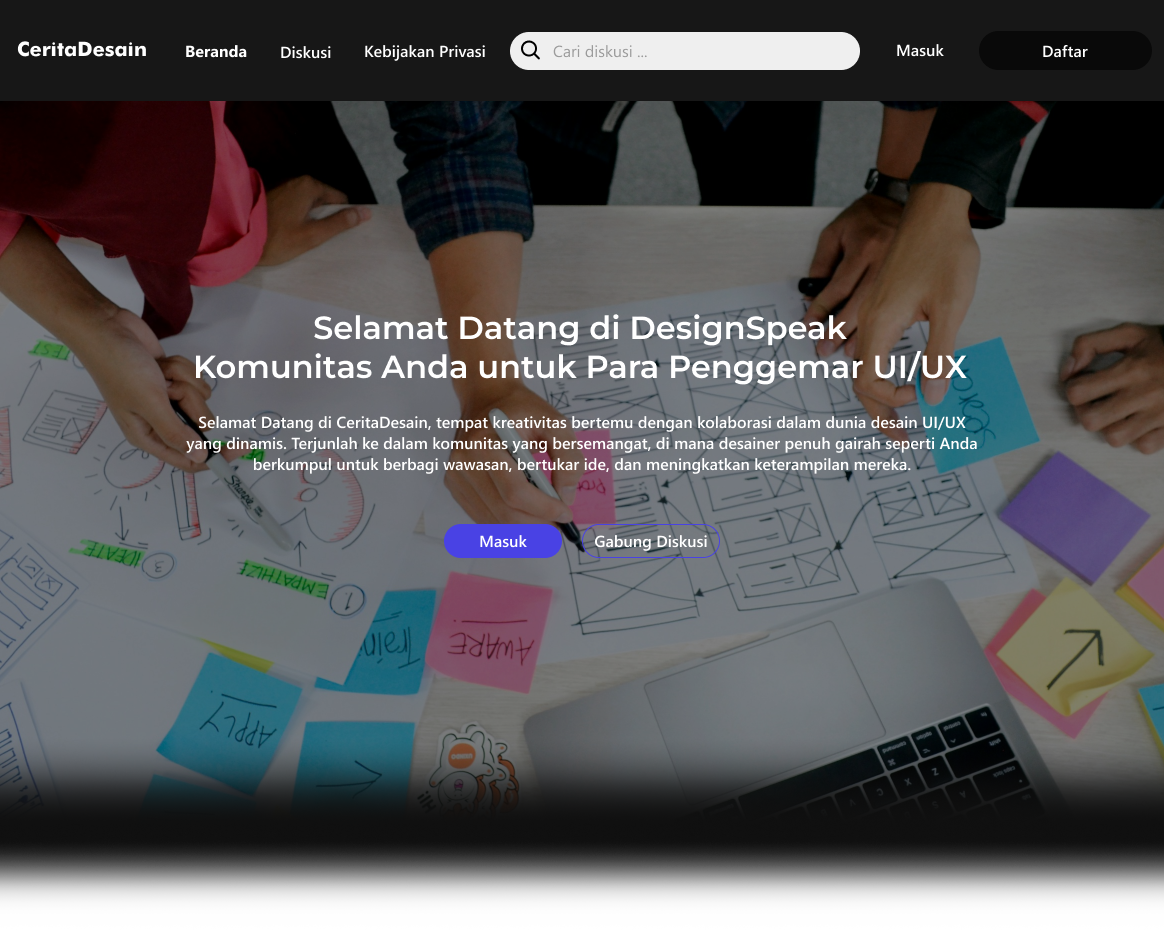 CeritaDesain
Beranda
Diskusi
Kebijakan Privasi
Cari diskusi ...
Masuk
Daftar
Selamat Datang di DesignSpeak
Komunitas Anda untuk Para Penggemar UI/UX
Selamat Datang di CeritaDesain, tempat kreativitas bertemu dengan kolaborasi dalam dunia desain UI/UX
yang dinamis. Terjunlah ke dalam komunitas yang bersemangat, di mana desainer penuh gairah seperti Anda
berkumpul untuk berbagi wawasan, bertukar ide, dan meningkatkan keterampilan mereka.
Masuk
Gabung Diskusi
TEST
Sharpie
IDEATE
3
EMPATHIZE
1
Train
AWARE
APPLY